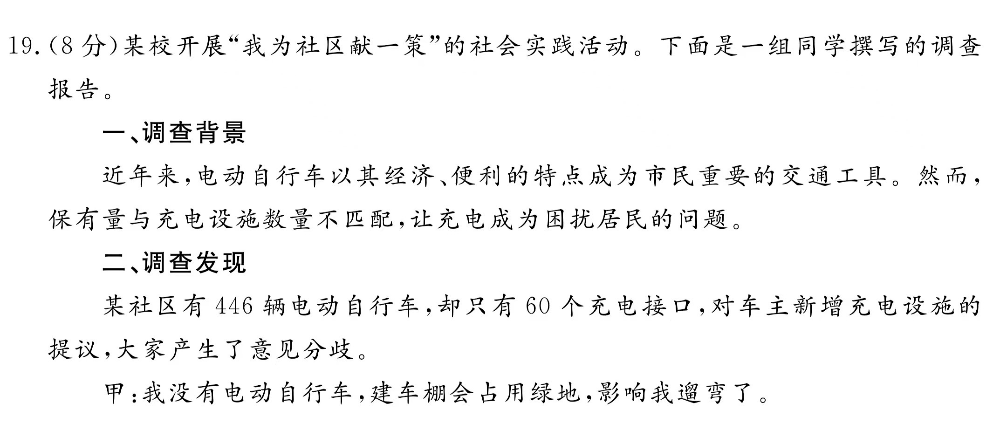 19.(8 分)某校开展“我为社区献一策”的社会实践活动。下面是一组同学撰写的调查
报告。
一、调查背景
近年来,电动自行车以其经济、便利的特点成为市民重要的交通工具。然而,
保有量与充电设施数量不匹配,让充电成为困扰居民的问题。
二、调查发现
某社区有 446 辆电动自行车,却只有 60 个充电接口,对车主新增充电设施的
提议,大家产生了意见分歧。
甲:我没有电动自行车,建车棚会占用绿地,影响我遛弯了。